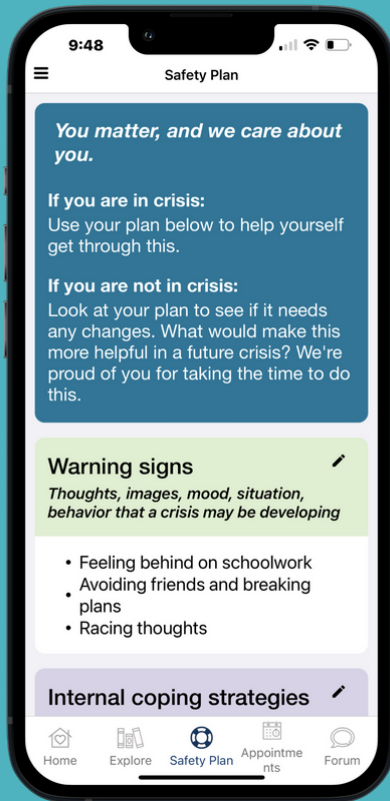 9:48
Safety Plan
You matter, and we care about
you.
If you are in crisis:
Use your plan below to help yourself
get through this.
If you are not in crisis:
Look at your plan to see if it needs
any changes. What would make this
more helpful in a future crisis? We're
proud of you for taking the time to do
this.
Warning signs
Thoughts, images, mood, situation,
behavior that a crisis may be developing
• Feeling behind on schoolwork
• Avoiding friends and breaking
plans
• Racing thoughts
Internal coping strategies
Home
Explore
Safety Plan
Appointme
nts
Forum